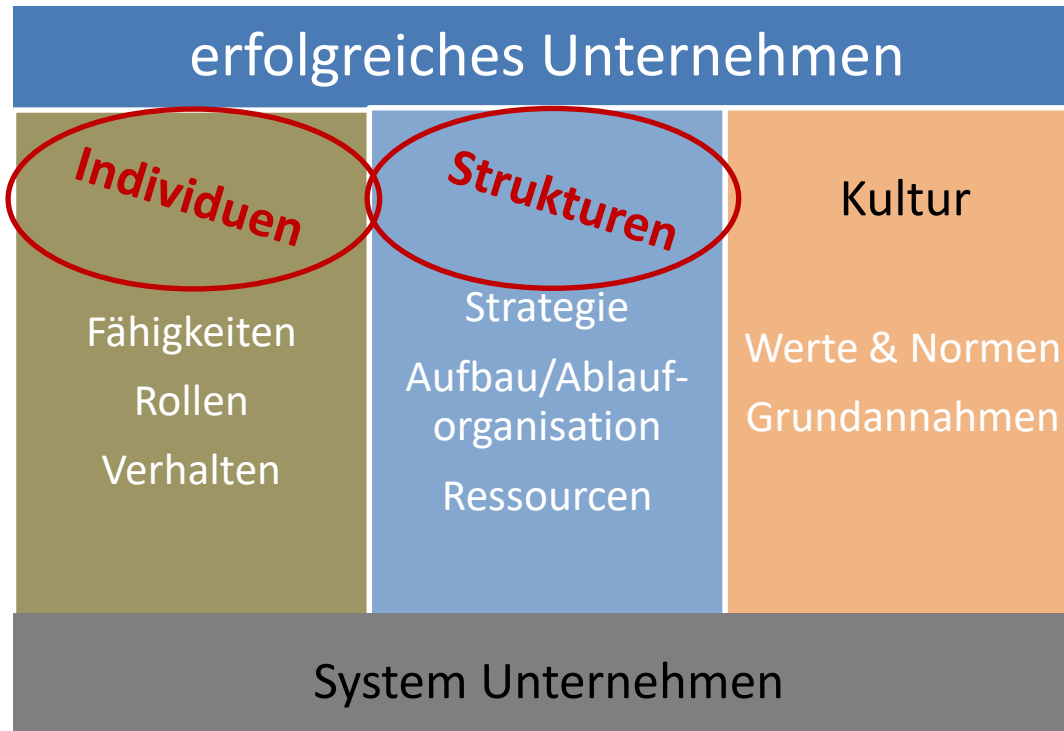 erfolgreiches Unternehmen
Individuen
Fähigkeiten
Rollen
Verhalten
Strukturen
Strategie
Aufbau/Ablauf-
organisation
Ressourcen
Kultur
Werte & Normen
Grundannahmen
System Unternehmen